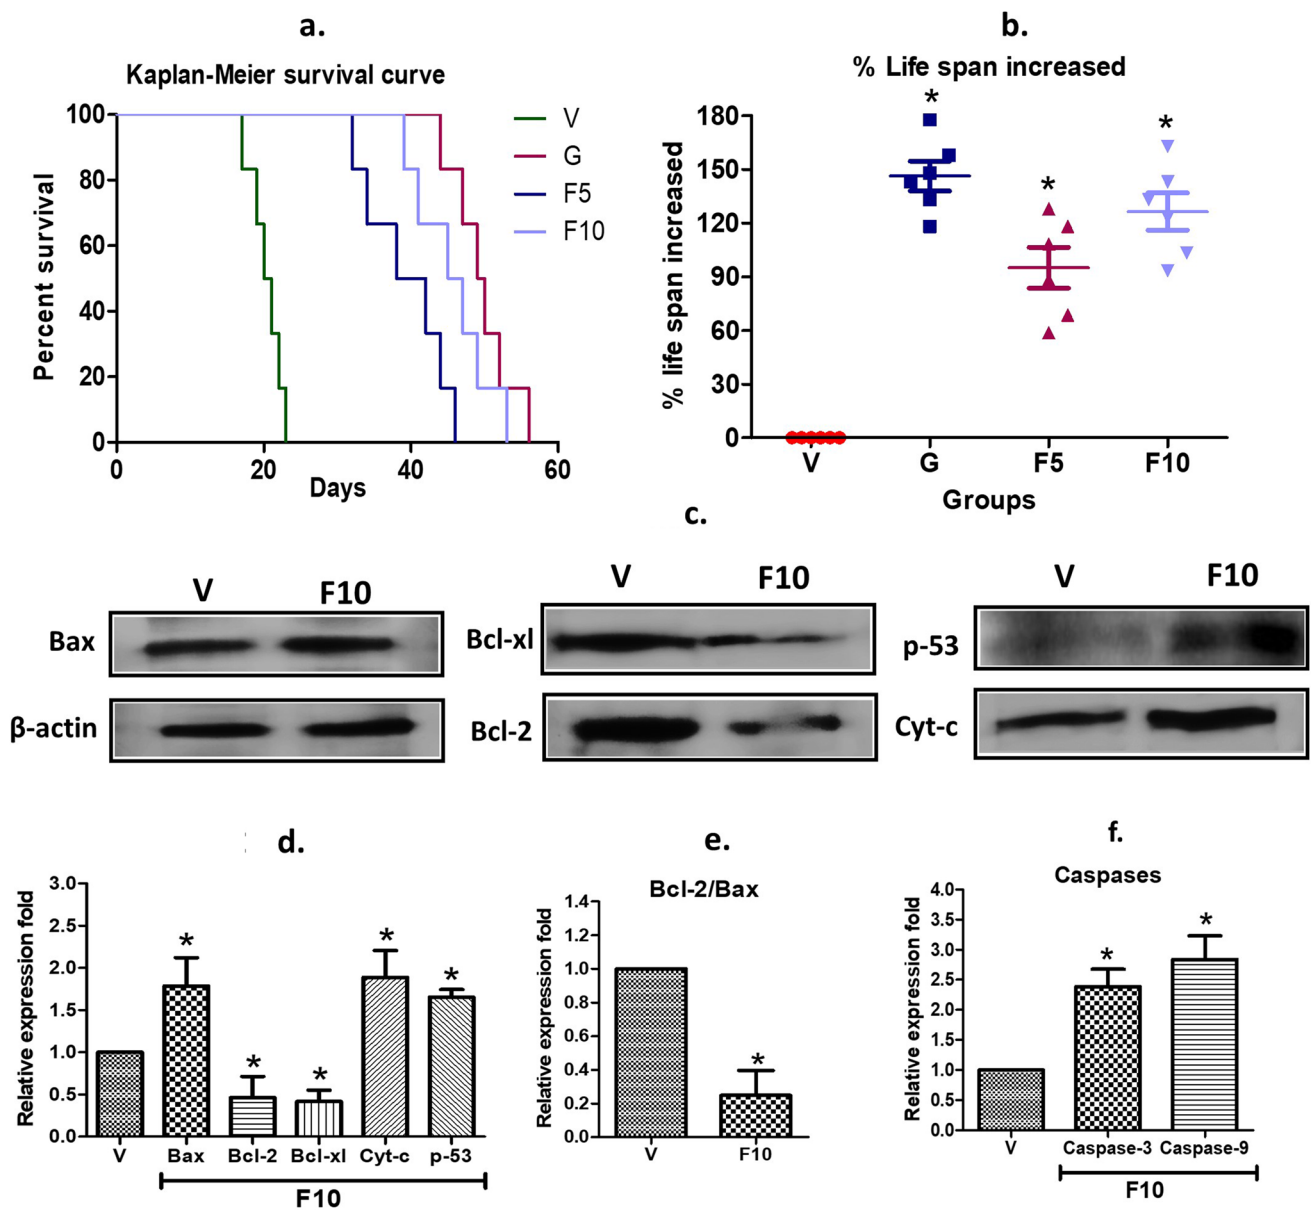 a.
Kaplan-Meier survival curve
Percent survival
100
80
60
40
20
0
0 20 40 60
Days
V
G
F5
F10
b.
% Life span increased
% life span increased
180
150
120
90
60
30
0
*
*
*
V G F5 F10
Groups
c.
V F10
Bax
β-actin
V F10
Bcl-xl
Bcl-2
V F10
p-53
Cyt-c
d.
Relative expression fold
3.0
2.5
2.0
1.5
1.0
0.5
0.0
* * * * *
V Bax Bcl-2 Bcl-xl Cyt-c p-53
F10
e.
Bcl-2/Bax
Relative expression fold
1.4
1.2
1.0
0.8
0.6
0.4
0.2
0.0
*
V F10
f.
Caspases
Relative expression fold
4.0
3.5
3.0
2.5
2.0
1.5
1.0
0.5
0.0
* *
V Caspase-3 Caspase-9
F10